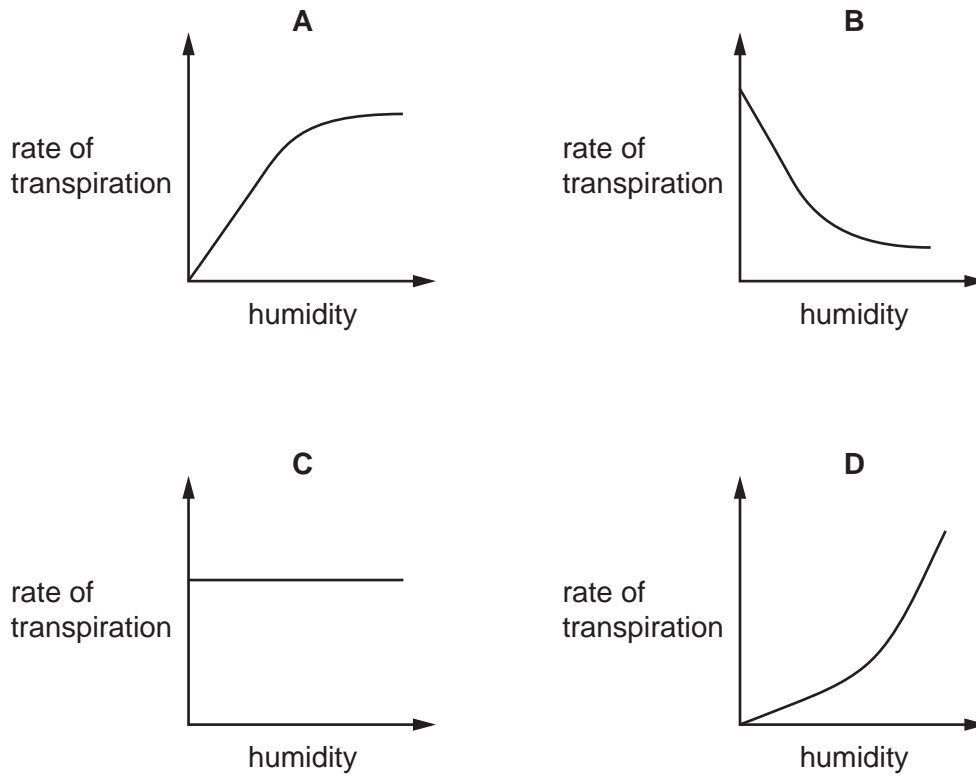 A
rate of
transpiration
humidity
B
rate of
transpiration
humidity
C
rate of
transpiration
humidity
D
rate of
transpiration
humidity